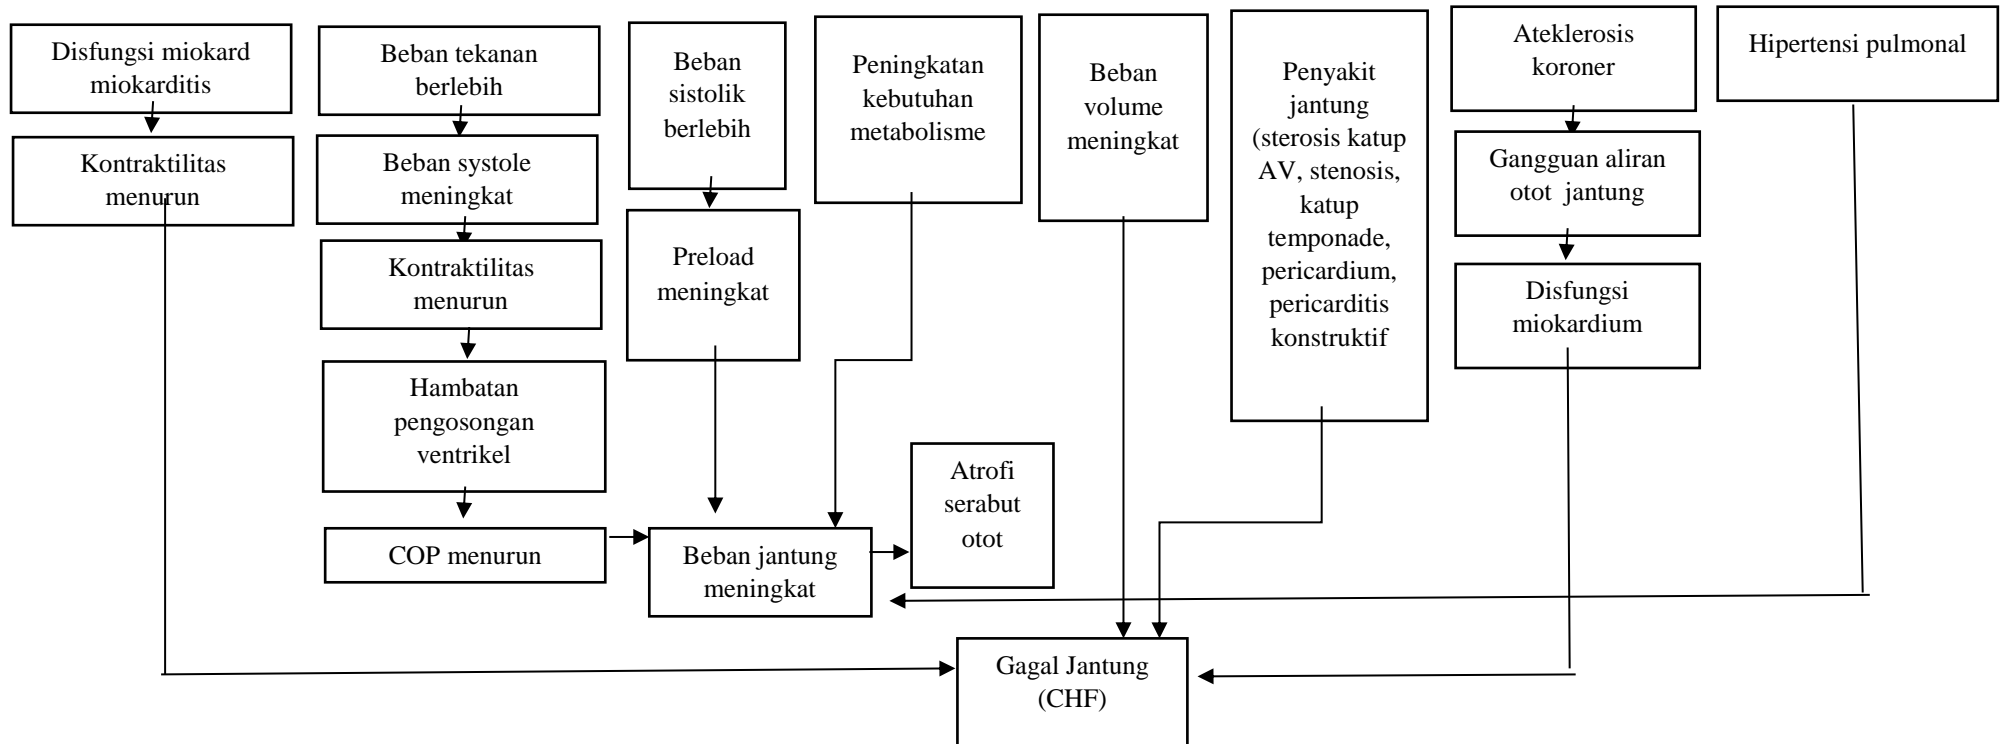 Disfungsi miokard
miokarditis
Kontraktilitas
menurun
Beban tekanan
berlebih
Beban systole
meningkat
Kontraktilitas
menurun
Hambatan
pengosongan
ventrikel
COP menurun
Beban
sistolik
berlebih
Preload
meningkat
Peningkatan
kebutuhan
metabolisme
Beban jantung
meningkat
Atrofi
serabut
otot
Beban
volume
meningkat
Penyakit
jantung
(sterosis katup
AV, stenosis,
katup
temponade,
pericardium,
pericarditis
konstruktif
Ateklerosis
koroner
Gangguan aliran
otot jantung
Disfungsi
miokardium
Hipertensi pulmonal
Gagal Jantung
(CHF)